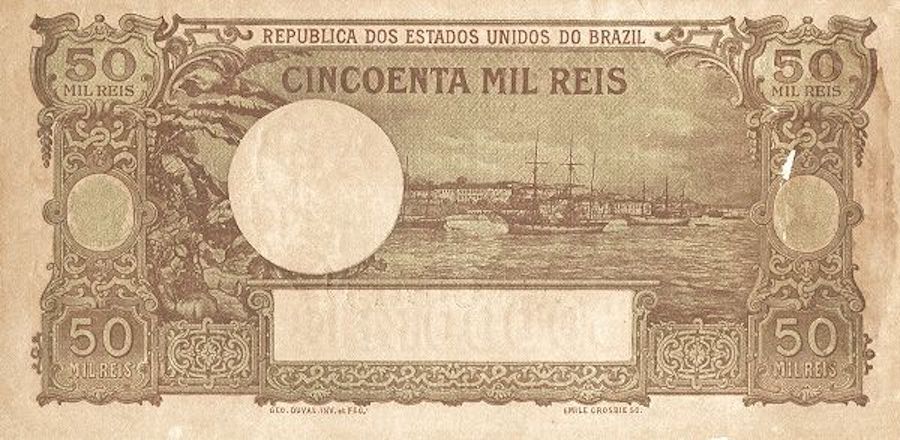 REPUBLICA DOS ESTADOS UNIDOS DO BRAZIL
50
MIL REIS
CINCOENTA MIL REIS
50
MIL REIS
50
MIL REIS
50
MIL REIS
GEO. DUVAL INV. et FEC.
EMILE CROSBIE SC.